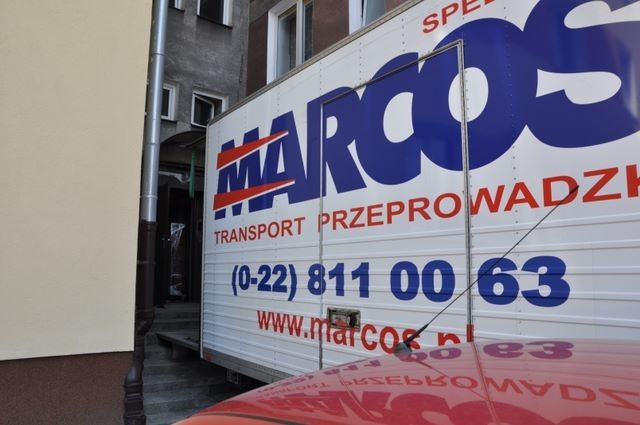 MARCOS
TRANSPORT PRZEPROWADZK
(0-22) 811 00 63
www.marcos.pl